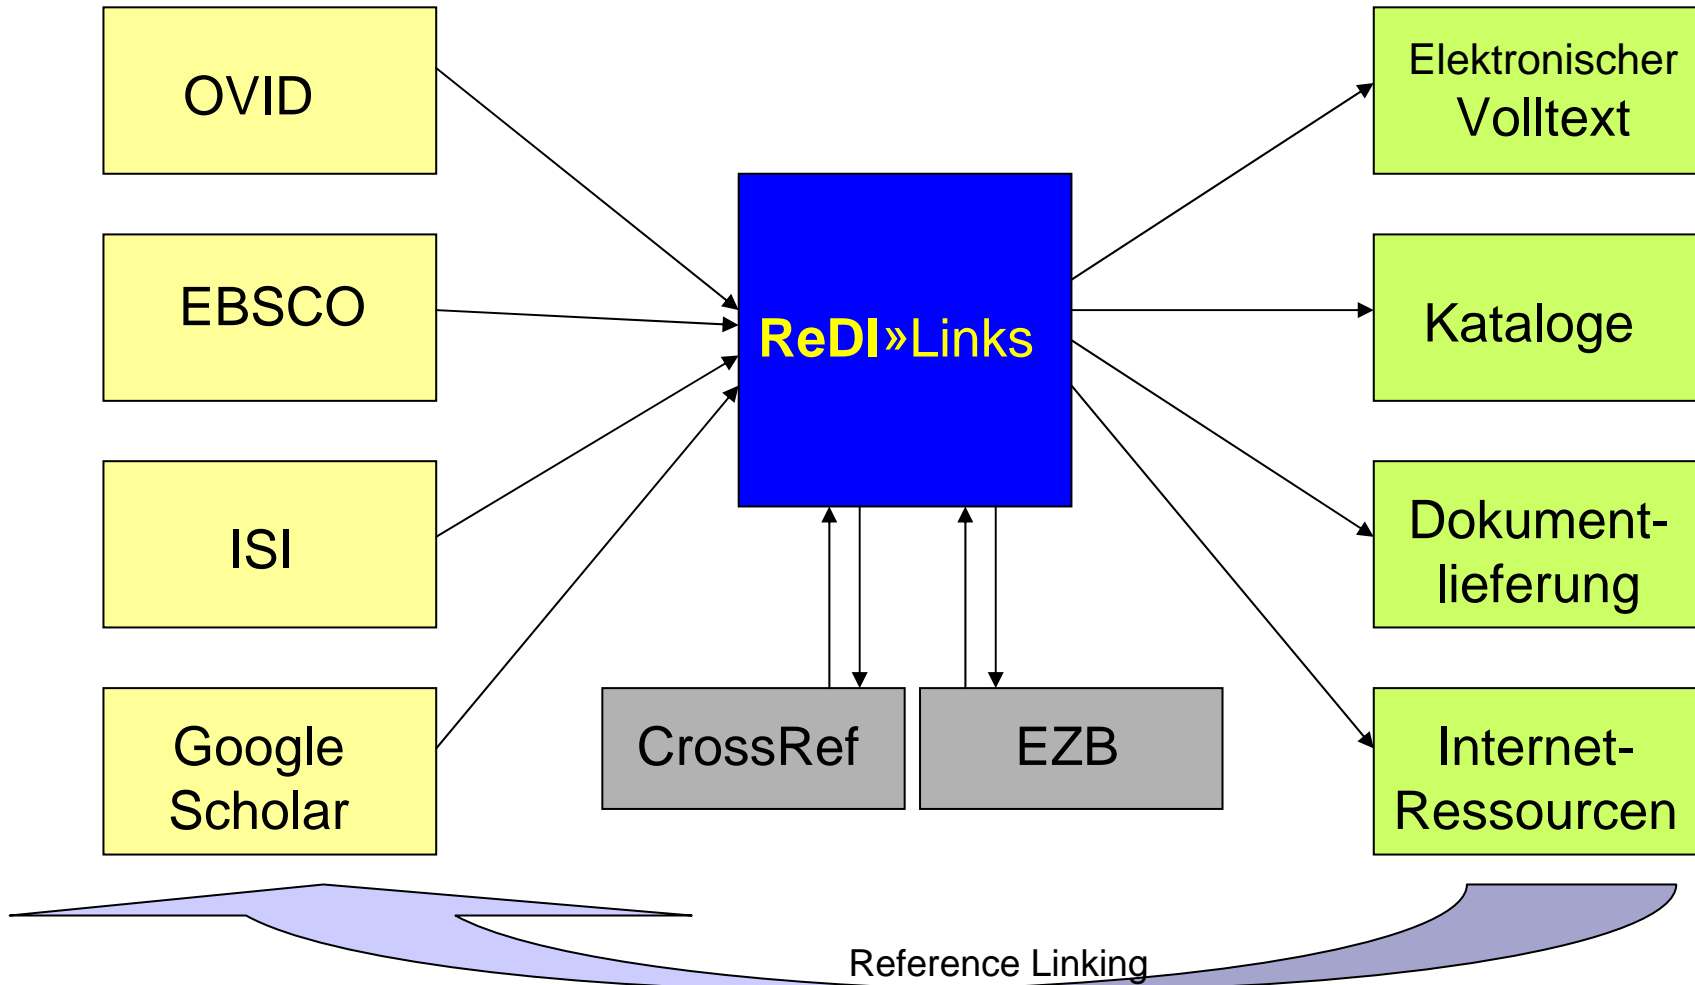 OVID
EBSCO
ISI
Google
Scholar
ReDI»Links
CrossRef
EZB
Elektronischer
Volltext
Kataloge
Dokument-
lieferung
Internet-
Ressourcen
Reference Linking